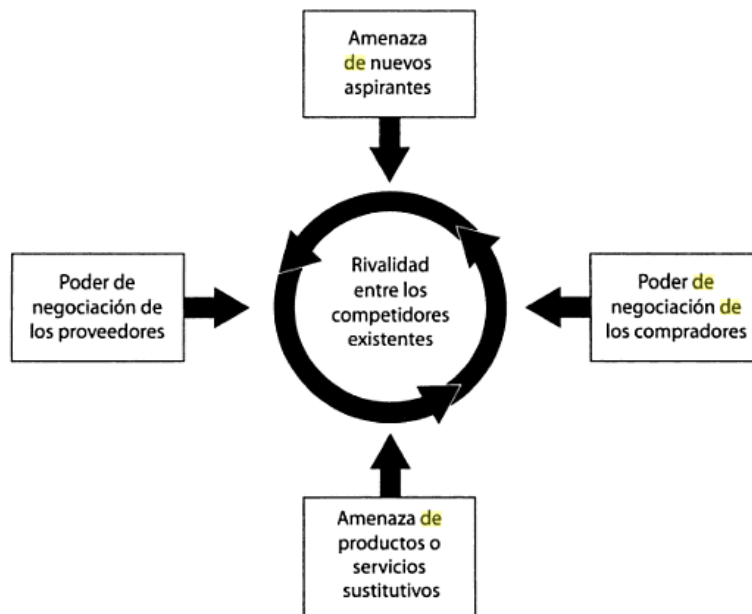 Amenaza
de nuevos
aspirantes
Poder de
negociación de
los proveedores
Rivalidad
entre los
competidores
existentes
Poder de
negociación de
los compradores
Amenaza de
productos o
servicios
sustitutivos